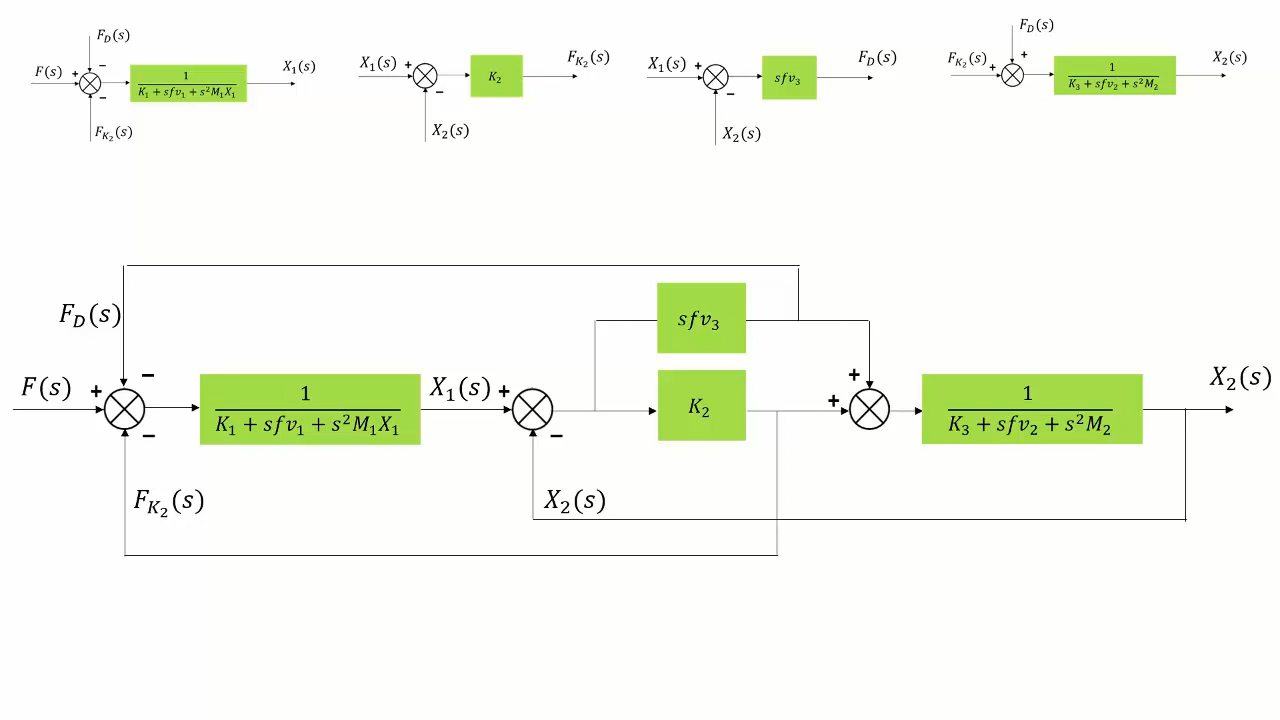 F_D(s)
F(s) + − − 1 / K_1 + sfv_1 + s^2M_1X_1 X_1(s)
F_{K_2}(s)
X_1(s) + − K_2 F_{K_2}(s)
X_2(s)
X_1(s) + − sfv_3 F_D(s)
X_2(s)
F_D(s)
F_{K_2}(s) + + 1 / K_3 + sfv_2 + s^2M_2 X_2(s)
F_D(s) sfv_3
F(s) + − − 1 / K_1 + sfv_1 + s^2M_1X_1 X_1(s) + − K_2 + + 1 / K_3 + sfv_2 + s^2M_2 X_2(s)
F_{K_2}(s) X_2(s)